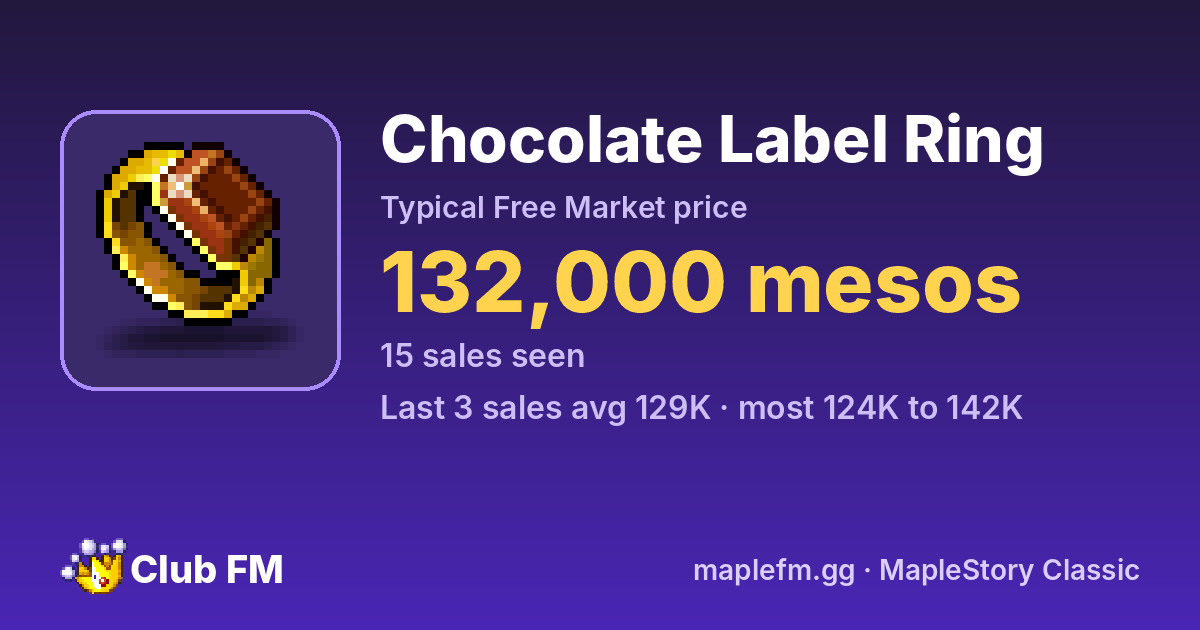 Chocolate Label Ring
Typical Free Market price
132,000 mesos
15 sales seen
Last 3 sales avg 129K · most 124K to 142K
Club FM
maplefm.gg · MapleStory Classic